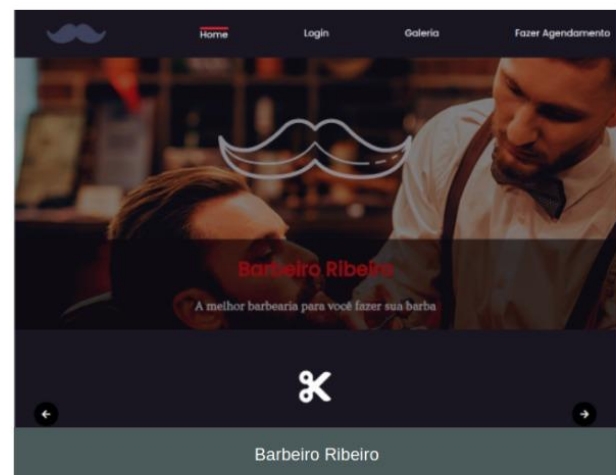 Home
Login
Galeria
Fazer Agendamento
Barbeiro Ribeiro
A melhor barbearia para você fazer sua barba
Barbeiro Ribeiro